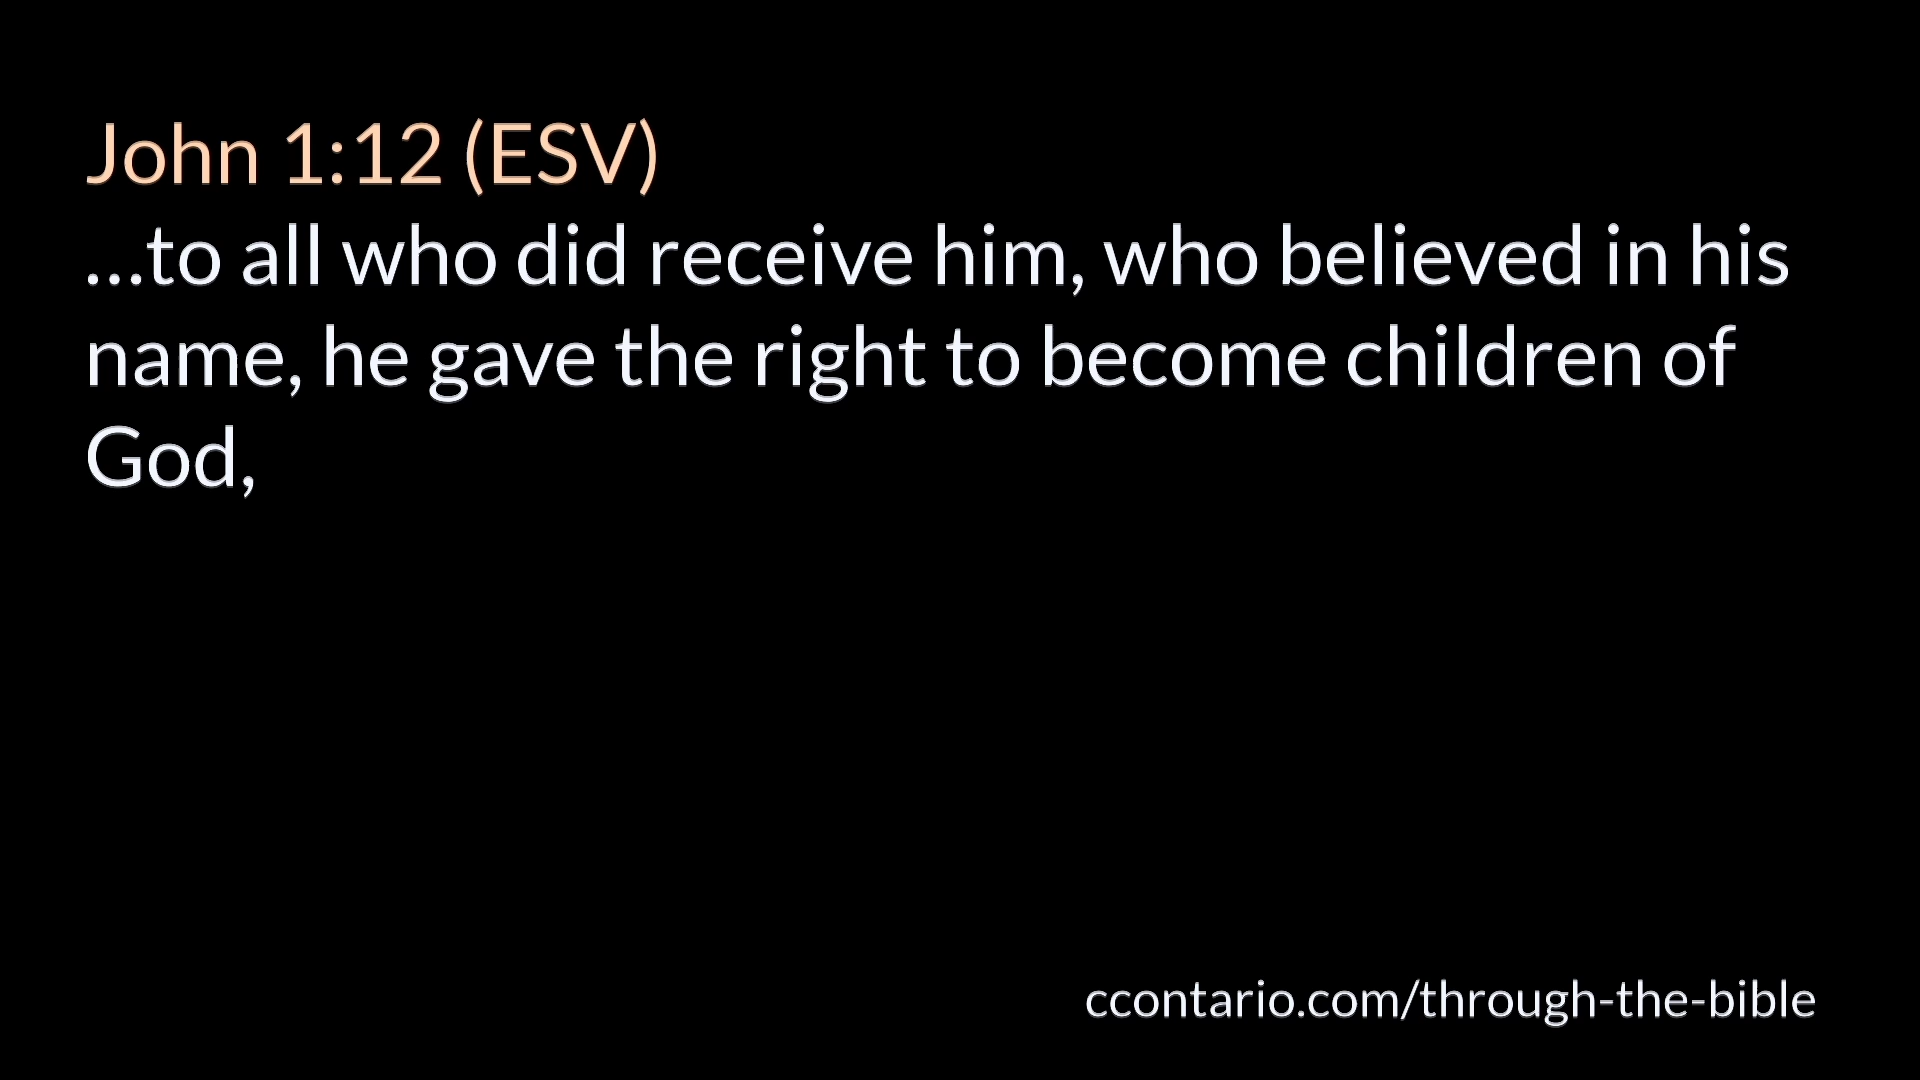 John 1:12 (ESV)
…to all who did receive him, who believed in his
name, he gave the right to become children of
God,
ccontario.com/through-the-bible